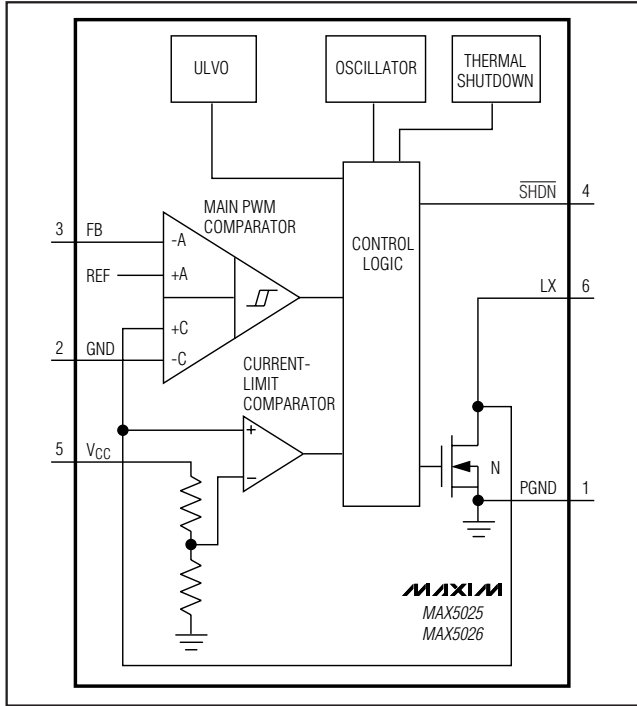 ULVO
OSCILLATOR
THERMAL
SHUTDOWN
SHDN 4
MAIN PWM
COMPARATOR
CONTROL
LOGIC
3 FB
-A
REF
+A
LX 6
+C
2 GND
-C
CURRENT-
LIMIT
COMPARATOR
5 VCC
+
−
N
PGND 1
MAXIM
MAX5025
MAX5026